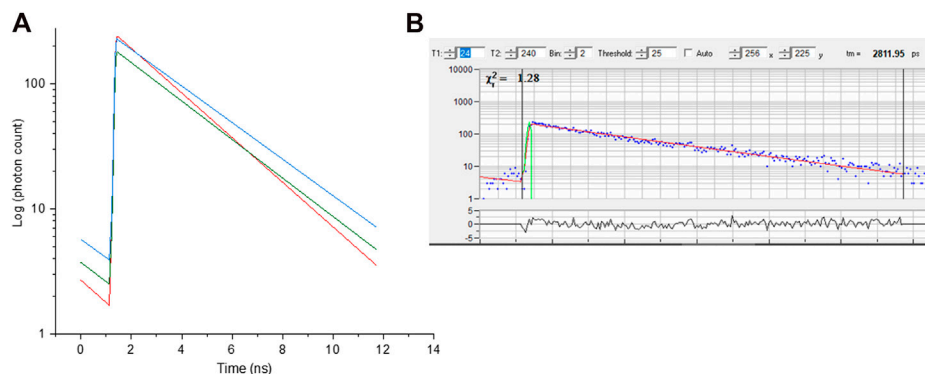 A
B
Log (photon count)
100
10
1
0 2 4 6 8 10 12 14
Time (ns)
T1: 24 T2: 240 Bin: 2 Threshold: 25 Auto 256 x 225 y tm = 2811.95 ps
χr² = 1.28
10000
1000
100
10
1
5
0
-5